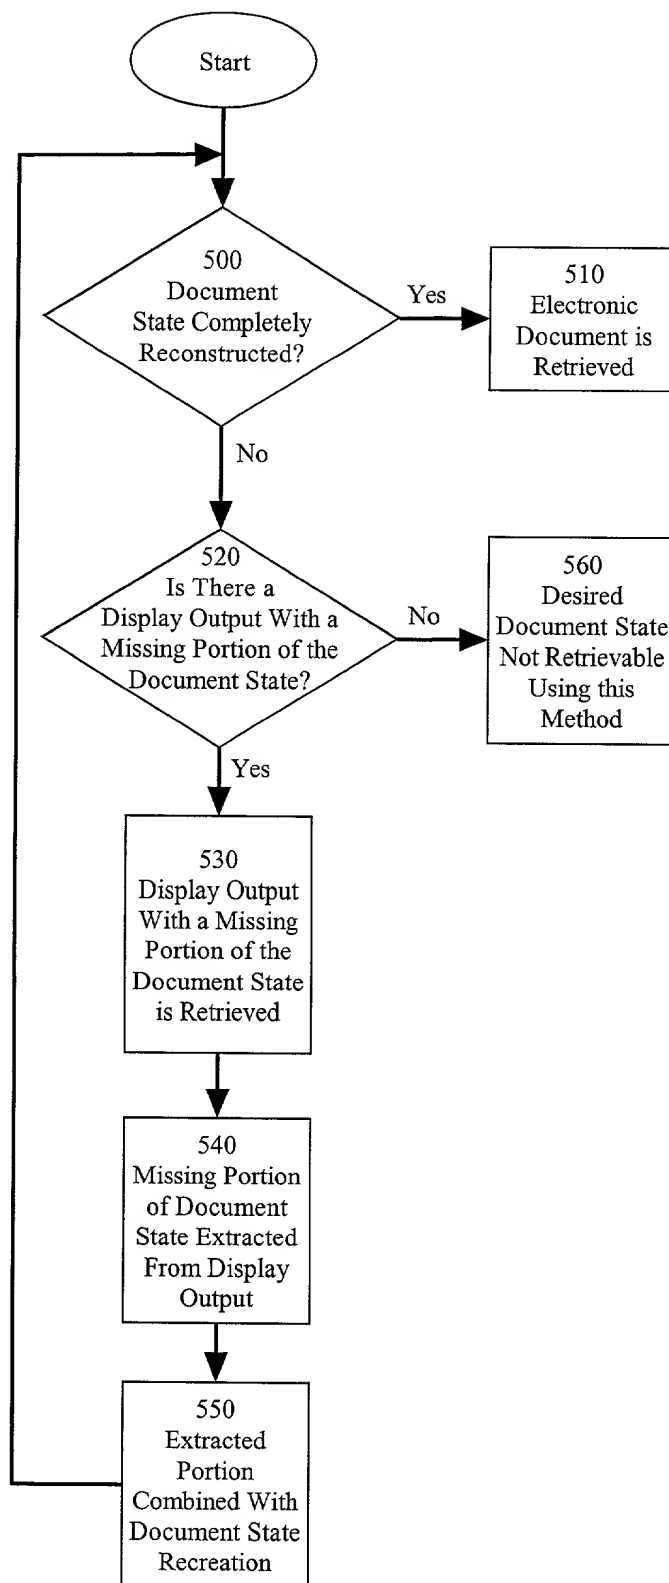 Start
500
Document
State Completely
Reconstructed?
Yes
510
Electronic
Document is
Retrieved
No
520
Is There a
Display Output With a
Missing Portion of the
Document State?
No
560
Desired
Document State
Not Retrievable
Using this
Method
Yes
530
Display Output
With a Missing
Portion of the
Document State
is Retrieved
540
Missing Portion
of Document
State Extracted
From Display
Output
550
Extracted
Portion
Combined With
Document State
Recreation